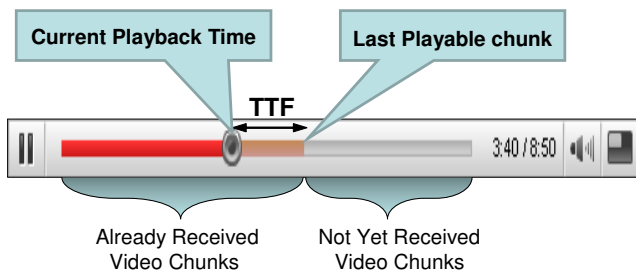 Current Playback Time
Last Playable chunk
TTF
3:40 / 8:50
Already Received
Video Chunks
Not Yet Received
Video Chunks